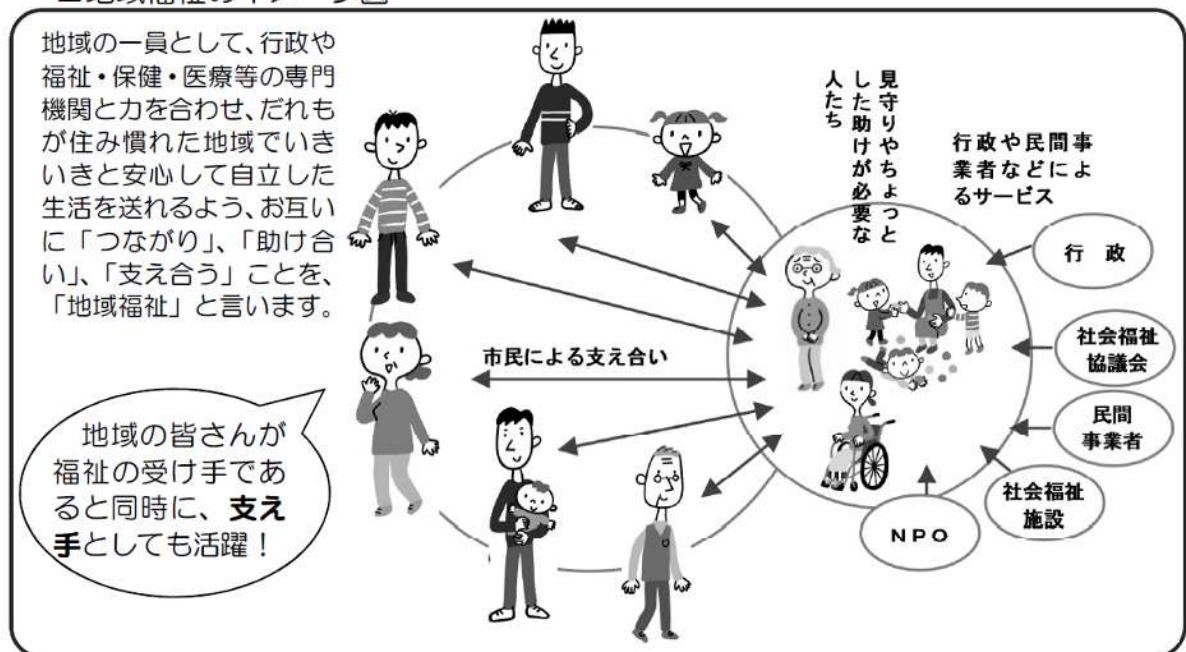 地域の一員として、行政や
福祉・保健・医療等の専門
機関と力を合わせ、だれも
が住み慣れた地域でいき
いきと安心して自立した
生活を送れるよう、お互い
に「つながり」、「助け合
い」、「支え合う」ことを、
「地域福祉」と言います。
地域の皆さんが
福祉の受け手であ
ると同時に、支え
手としても活躍！
市民による支え合い
見守りやちょっと
した助けが必要な
人たち
行政や民間事
業者などによ
るサービス
行 政
社会福祉
協議会
民間
事業者
社会福祉
施設
NPO